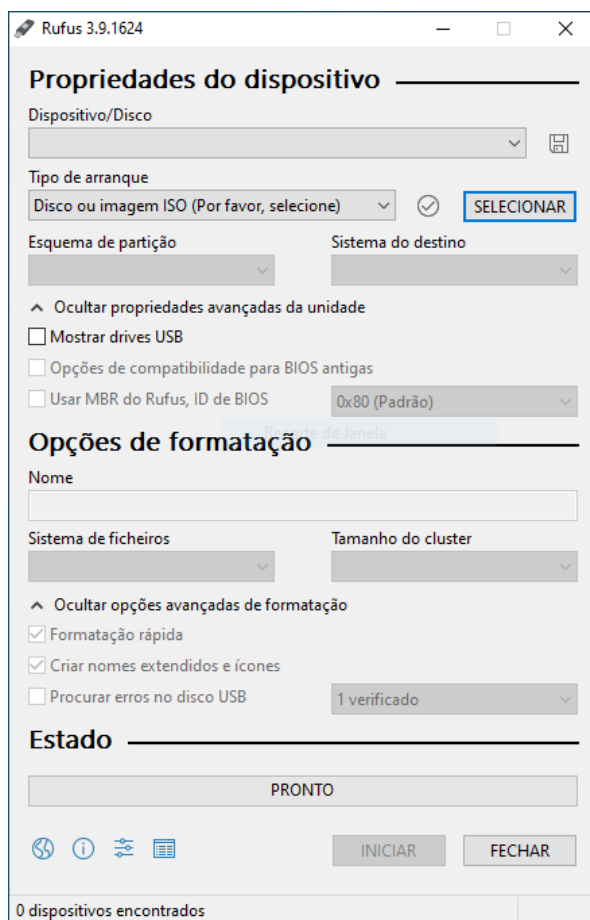 Rufus 3.9.1624
Propriedades do dispositivo
Dispositivo/Disco
Tipo de arranque
Disco ou imagem ISO (Por favor, selecione)
SELECIONAR
Esquema de partição
Sistema do destino
Ocultar propriedades avançadas da unidade
Mostrar drives USB
Opções de compatibilidade para BIOS antigas
Usar MBR do Rufus, ID de BIOS
0x80 (Padrão)
de Janela
Opções de formatação
Nome
Sistema de ficheiros
Tamanho do cluster
Ocultar opções avançadas de formatação
Formatação rápida
Criar nomes extendidos e ícones
Procurar erros no disco USB
1 verificado
Estado
PRONTO
INICIAR
FECHAR
0 dispositivos encontrados